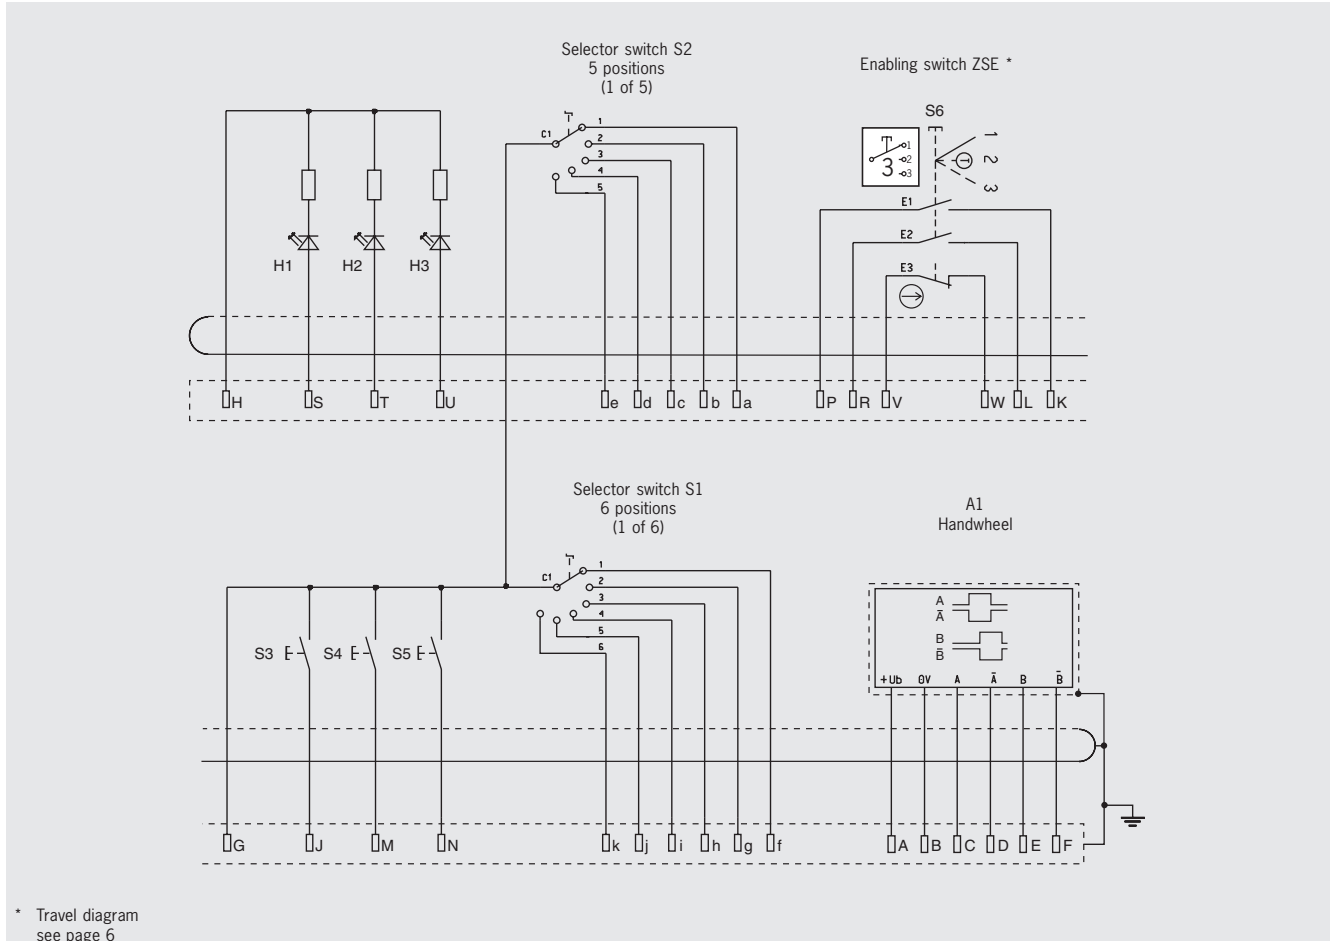 Selector switch S2
5 positions
(1 of 5)
Enabling switch ZSE *
S6
C1
1
2
3
4
5
1
2
3
3
1
2
3
E1
E2
E3
H1
H2
H3
H
S
T
U
e
d
c
b
a
P
R
V
W
L
K
Selector switch S1
6 positions
(1 of 6)
A1
Handwheel
C1
1
2
3
4
5
6
S3
S4
S5
A
A̅
B
B̅
+Ub 0V A A̅ B B̅
G
J
M
N
k
j
i
h
g
f
A
B
C
D
E
F
* Travel diagram
see page 6